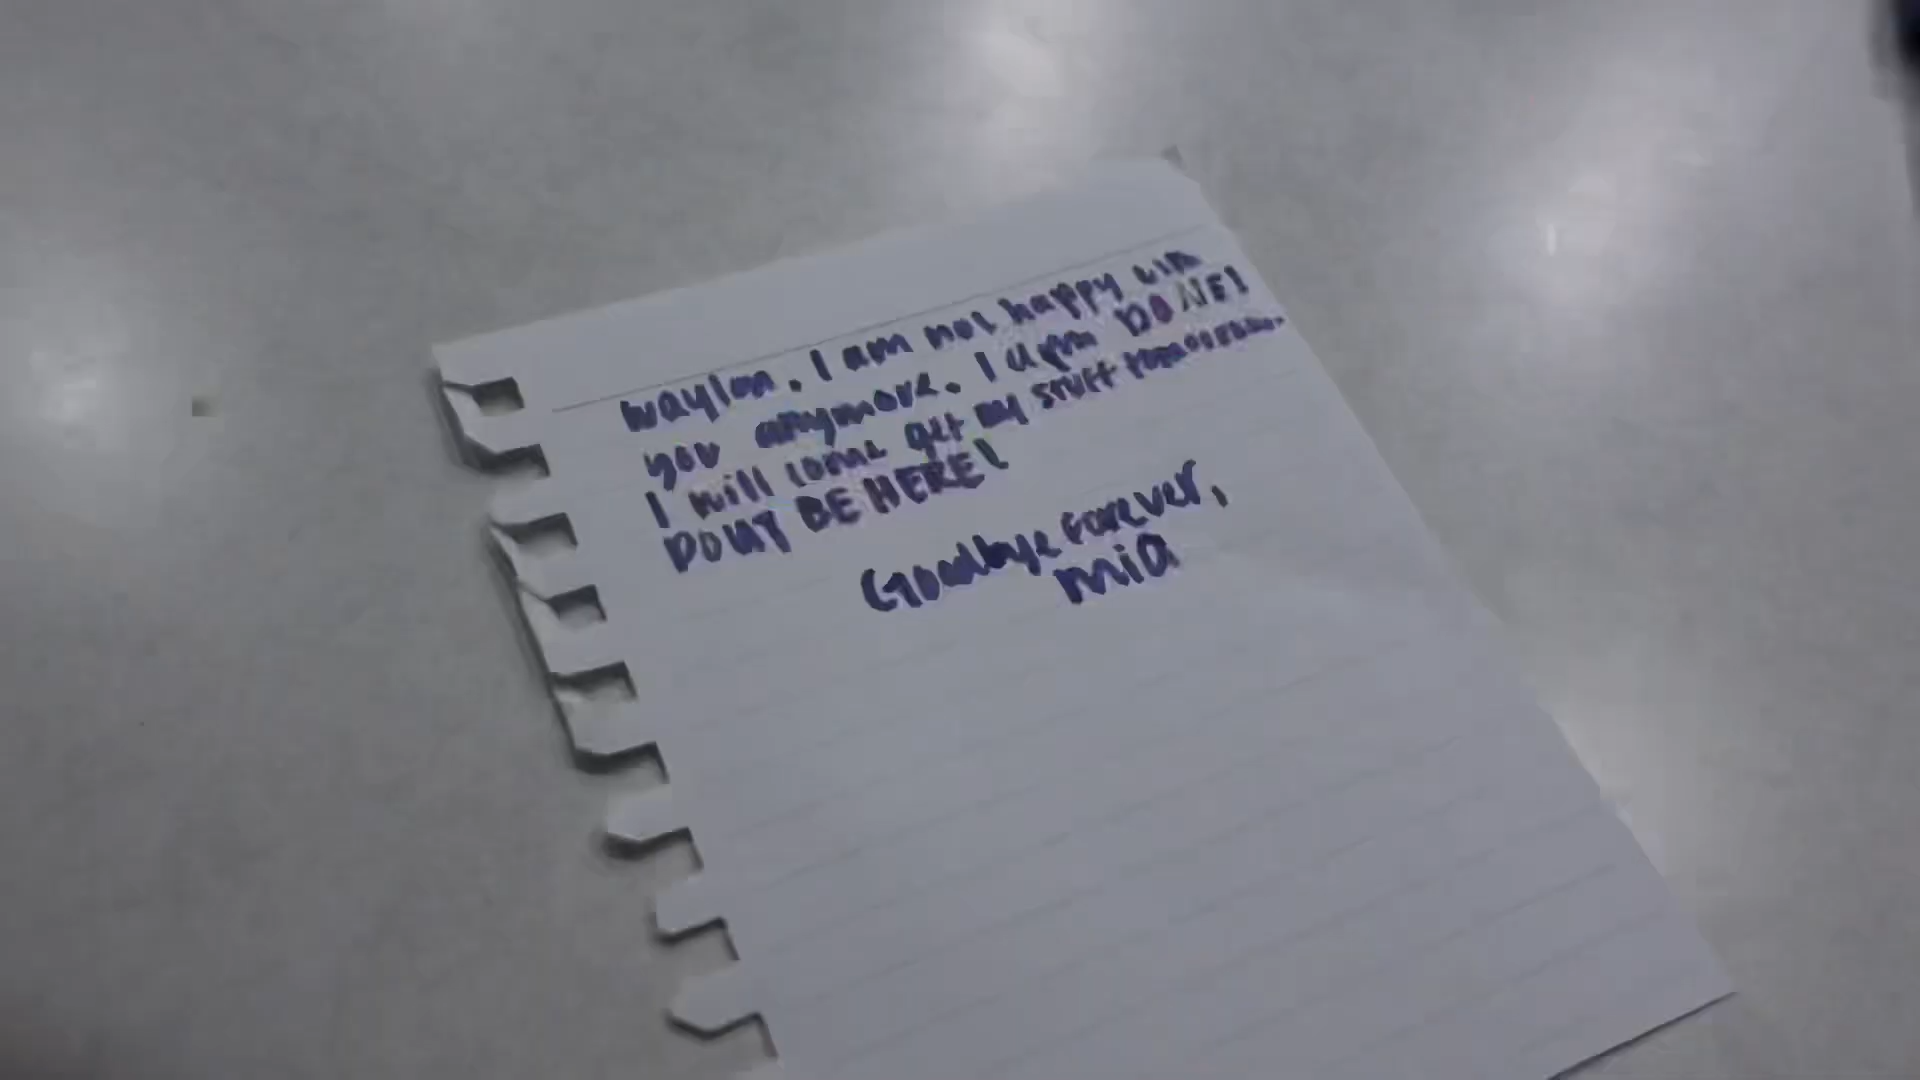 Waylon. I am not happy with
you anymore. I am DONE!
I will come get my stuff tomorrow.
DONT BE HERE!
Goodbye Forever,
mia